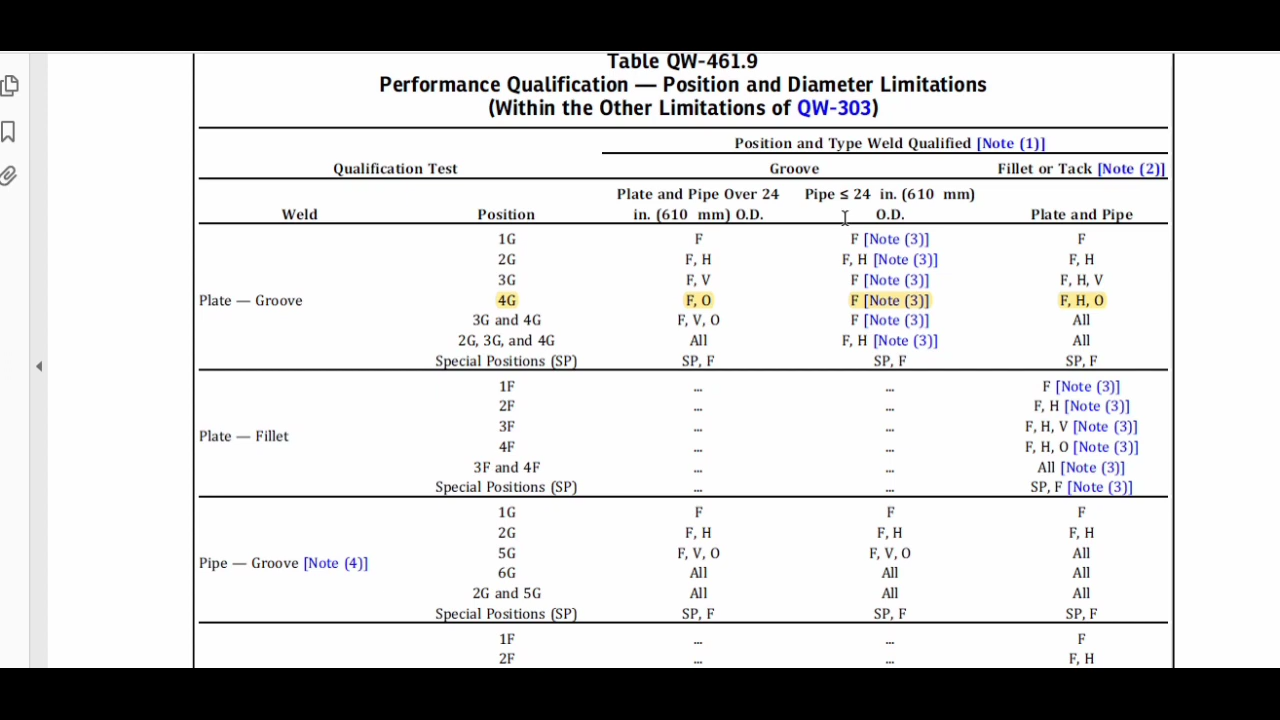 Table QW-461.9
Performance Qualification — Position and Diameter Limitations
(Within the Other Limitations of QW-303)
Position and Type Weld Qualified [Note (1)]
Qualification Test Groove Fillet or Tack [Note (2)]
Plate and Pipe Over 24 Pipe ≤ 24 in. (610 mm)
Weld Position in. (610 mm) O.D. O.D. Plate and Pipe
1G F F [Note (3)] F
2G F, H F, H [Note (3)] F, H
3G F, V F [Note (3)] F, H, V
Plate — Groove 4G F, O F [Note (3)] F, H, O
3G and 4G F, V, O F [Note (3)] All
2G, 3G, and 4G All F, H [Note (3)] All
Special Positions (SP) SP, F SP, F SP, F
1F ... ... F [Note (3)]
2F ... ... F, H [Note (3)]
3F ... ... F, H, V [Note (3)]
Plate — Fillet
4F ... ... F, H, O [Note (3)]
3F and 4F ... ... All [Note (3)]
Special Positions (SP) ... ... SP, F [Note (3)]
1G F F F
2G F, H F, H F, H
5G F, V, O F, V, O All
Pipe — Groove [Note (4)]
6G All All All
2G and 5G All All All
Special Positions (SP) SP, F SP, F SP, F
1F ... ... F
2F ... ... F, H